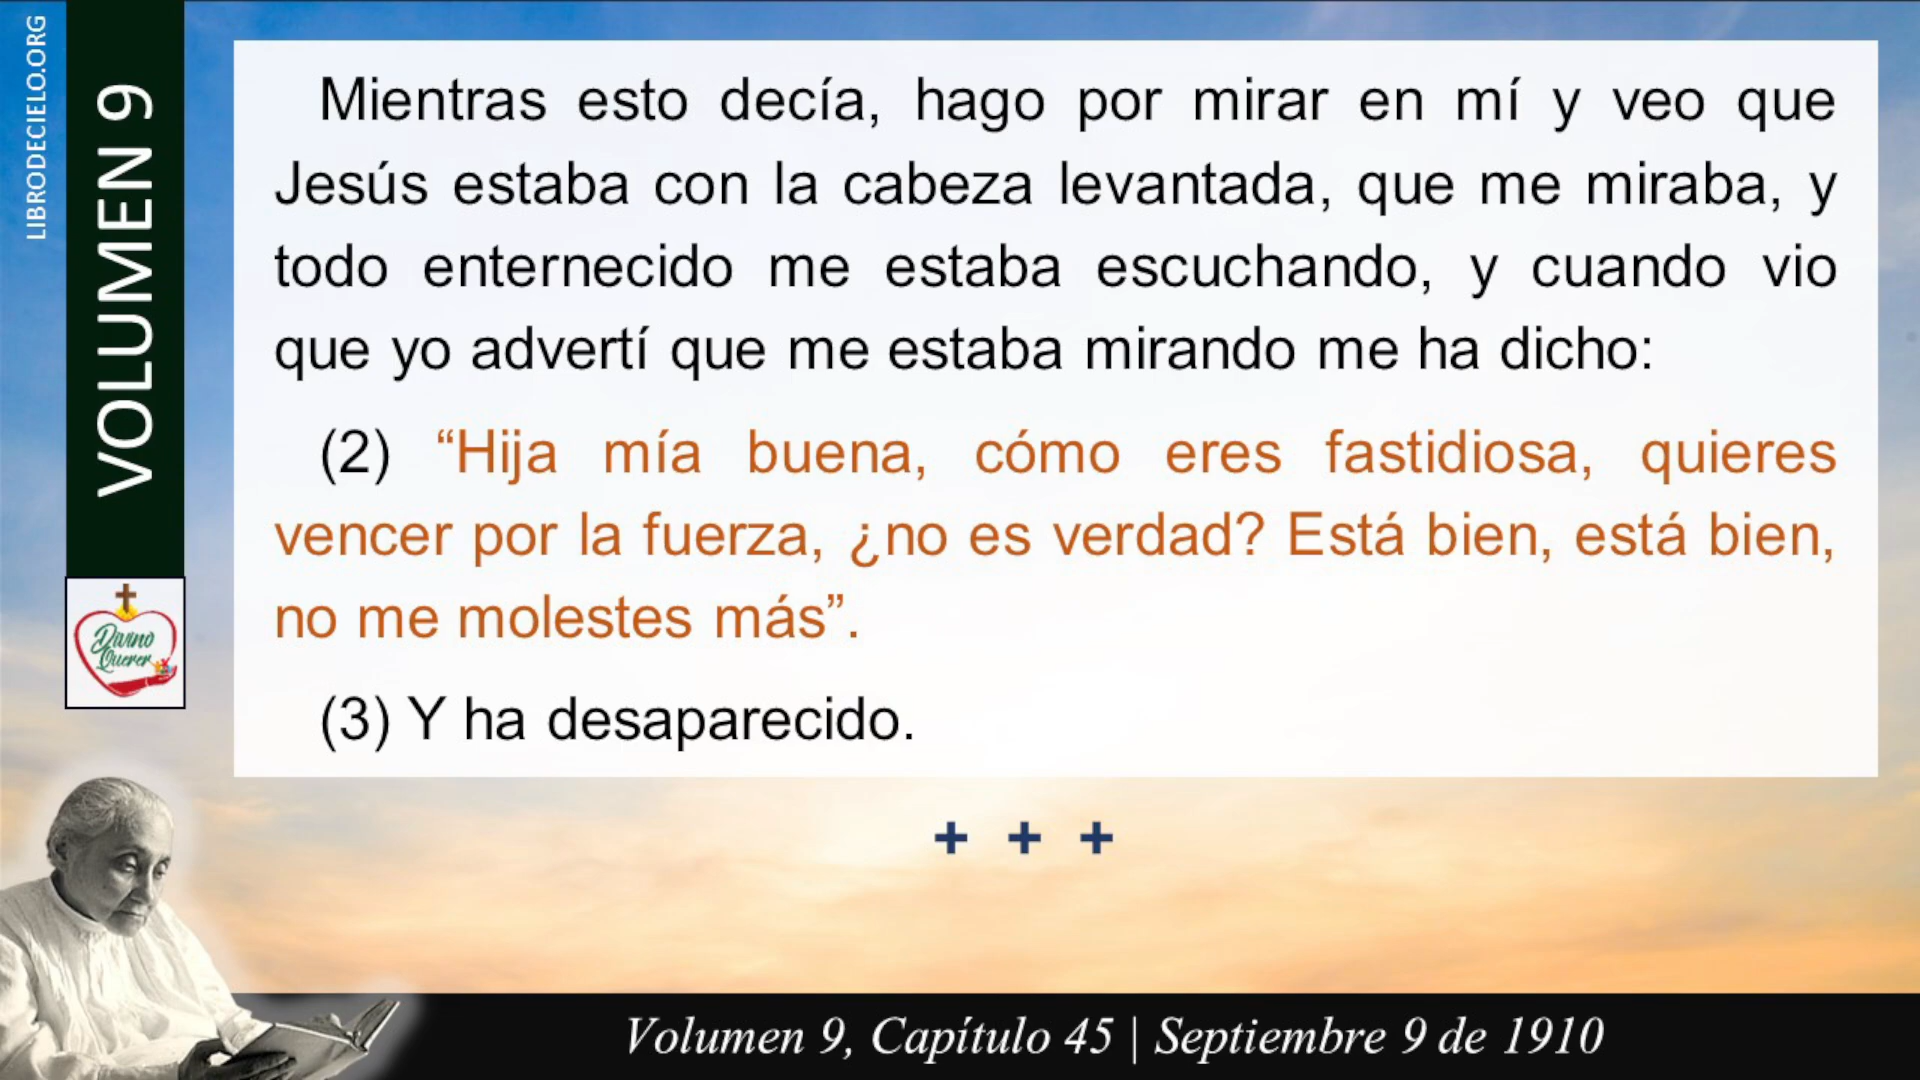 LIBRODECIELO.ORG
VOLUMEN 9
Divino
Querer
Mientras esto decía, hago por mirar en mí y veo que
Jesús estaba con la cabeza levantada, que me miraba, y
todo enternecido me estaba escuchando, y cuando vio
que yo advertí que me estaba mirando me ha dicho:
(2) “Hija mía buena, cómo eres fastidiosa, quieres
vencer por la fuerza, ¿no es verdad? Está bien, está bien,
no me molestes más”.
(3) Y ha desaparecido.
+ + +
Volumen 9, Capítulo 45 | Septiembre 9 de 1910